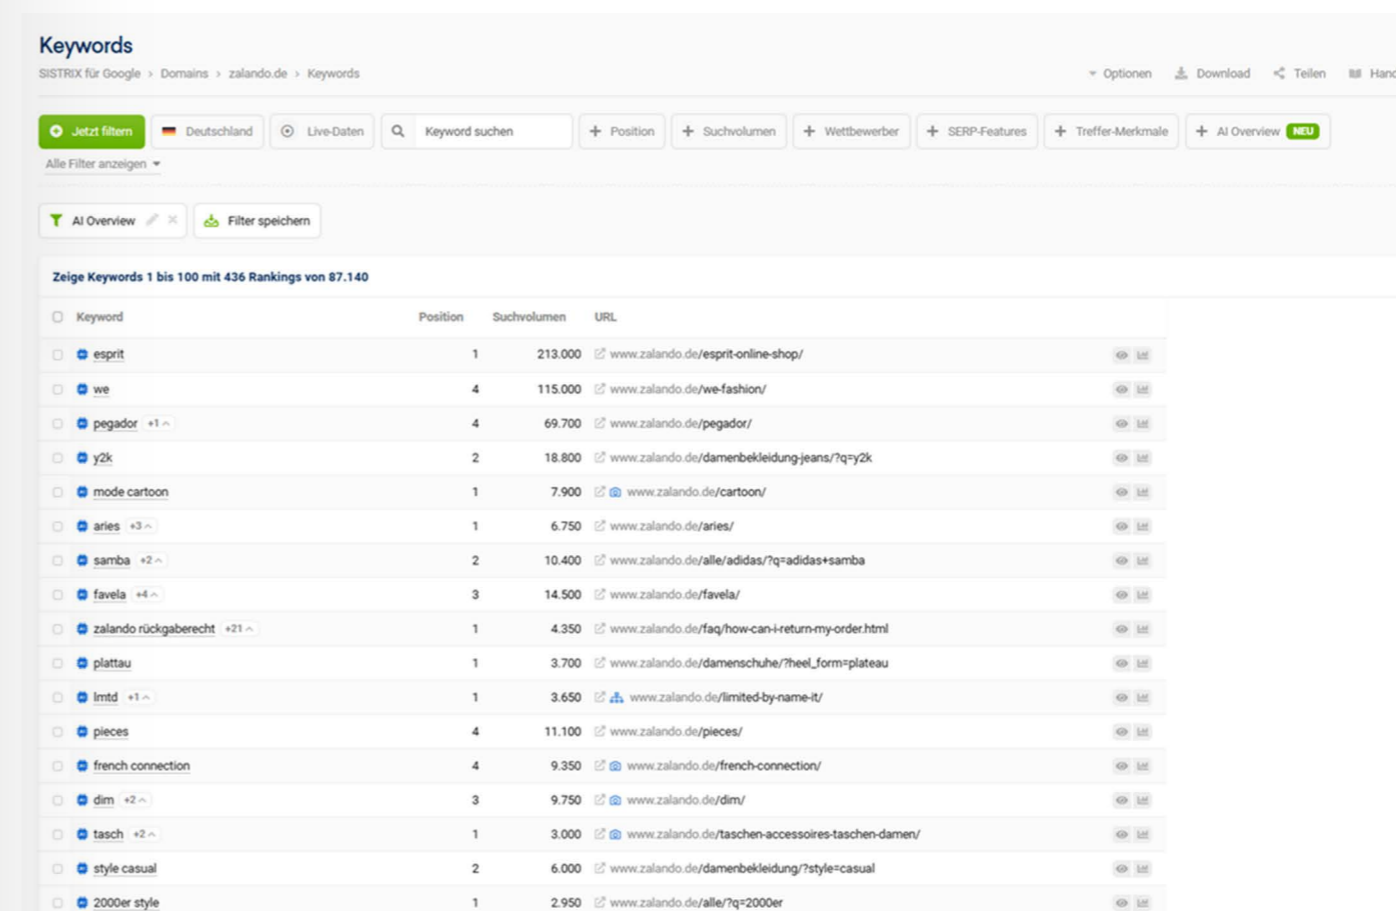 Keywords
SISTRIX für Google > Domains > zalando.de > Keywords
Optionen Download Teilen
Jetzt filtern Deutschland Live-Daten Keyword suchen + Position + Suchvolumen + Wettbewerber + SERP-Features + Treffer-Merkmale + AI Overview NEU
Alle Filter anzeigen
AI Overview Filter speichern
Zeige Keywords 1 bis 100 mit 436 Rankings von 87.140
Keyword Position Suchvolumen URL
esprit 1 213.000 www.zalando.de/esprit-online-shop/
we 4 115.000 www.zalando.de/we-fashion/
pegador +1 4 69.700 www.zalando.de/pegador/
y2k 2 18.800 www.zalando.de/damenbekleidung-jeans/?q=y2k
mode cartoon 1 7.900 www.zalando.de/cartoon/
aries +3 1 6.750 www.zalando.de/aries/
samba +2 2 10.400 www.zalando.de/alle/adidas/?q=adidas+samba
favela +4 3 14.500 www.zalando.de/favela/
zalando rückgaberecht +21 1 4.350 www.zalando.de/faq/how-can-i-return-my-order.html
plattau 1 3.700 www.zalando.de/damenschuhe/?heel_form=plateau
lmtd +1 1 3.650 www.zalando.de/limited-by-name-it/
pieces 4 11.100 www.zalando.de/pieces/
french connection 4 9.350 www.zalando.de/french-connection/
dim +2 3 9.750 www.zalando.de/dim/
tasch +2 1 3.000 www.zalando.de/taschen-accessoires-taschen-damen/
style casual 2 6.000 www.zalando.de/damenbekleidung/?style=casual
2000er style 1 2.950 www.zalando.de/alle/?q=2000er